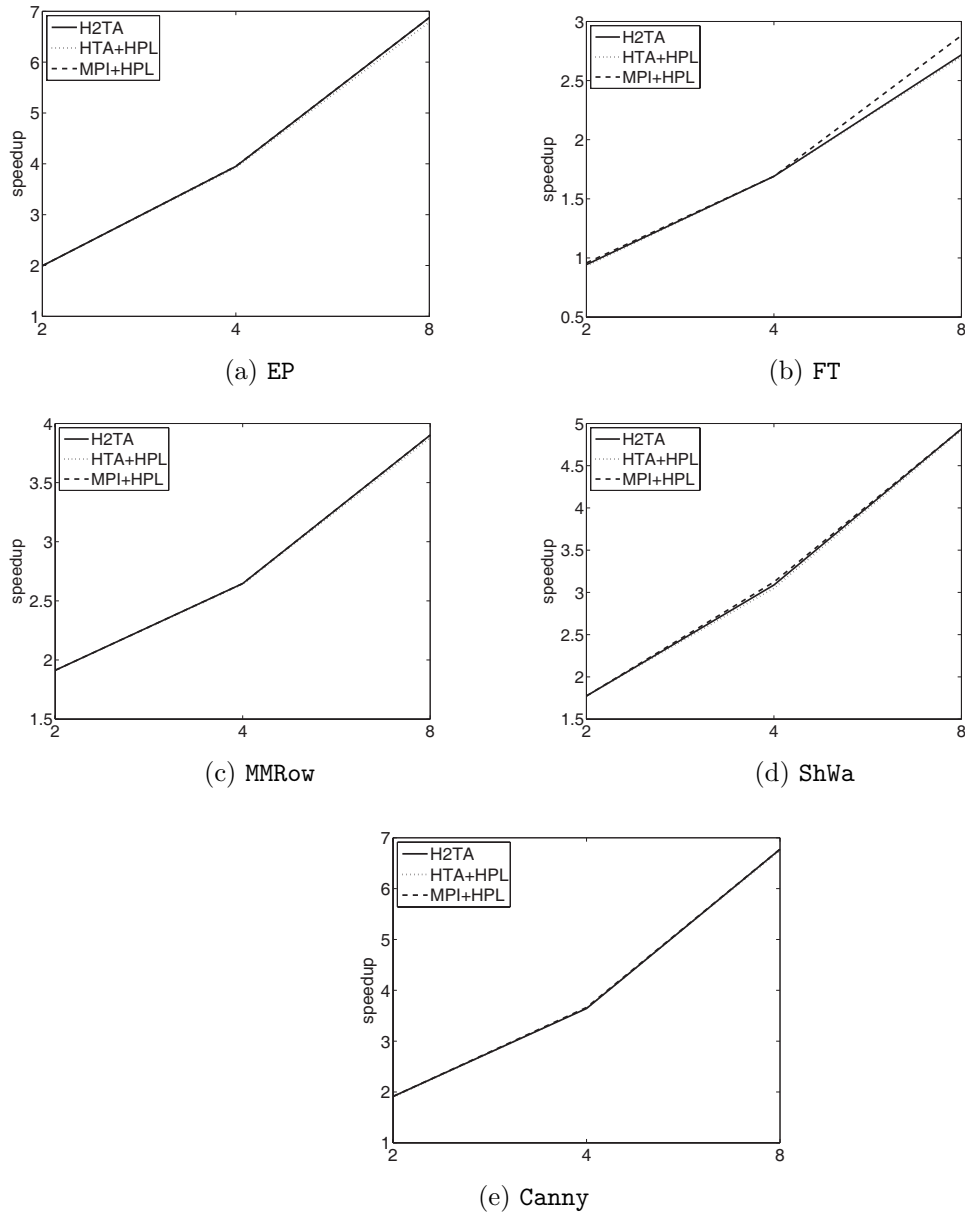 7
6
5
4
3
2
1
speedup
H2TA
HTA+HPL
MPI+HPL
2
4
8
(a) EP
3
2.5
2
1.5
1
0.5
speedup
H2TA
HTA+HPL
MPI+HPL
2
4
8
(b) FT
4
3.5
3
2.5
2
1.5
speedup
H2TA
HTA+HPL
MPI+HPL
2
4
8
(c) MMRow
5
4.5
4
3.5
3
2.5
2
1.5
speedup
H2TA
HTA+HPL
MPI+HPL
2
4
8
(d) ShWa
7
6
5
4
3
2
1
speedup
H2TA
HTA+HPL
MPI+HPL
2
4
8
(e) Canny